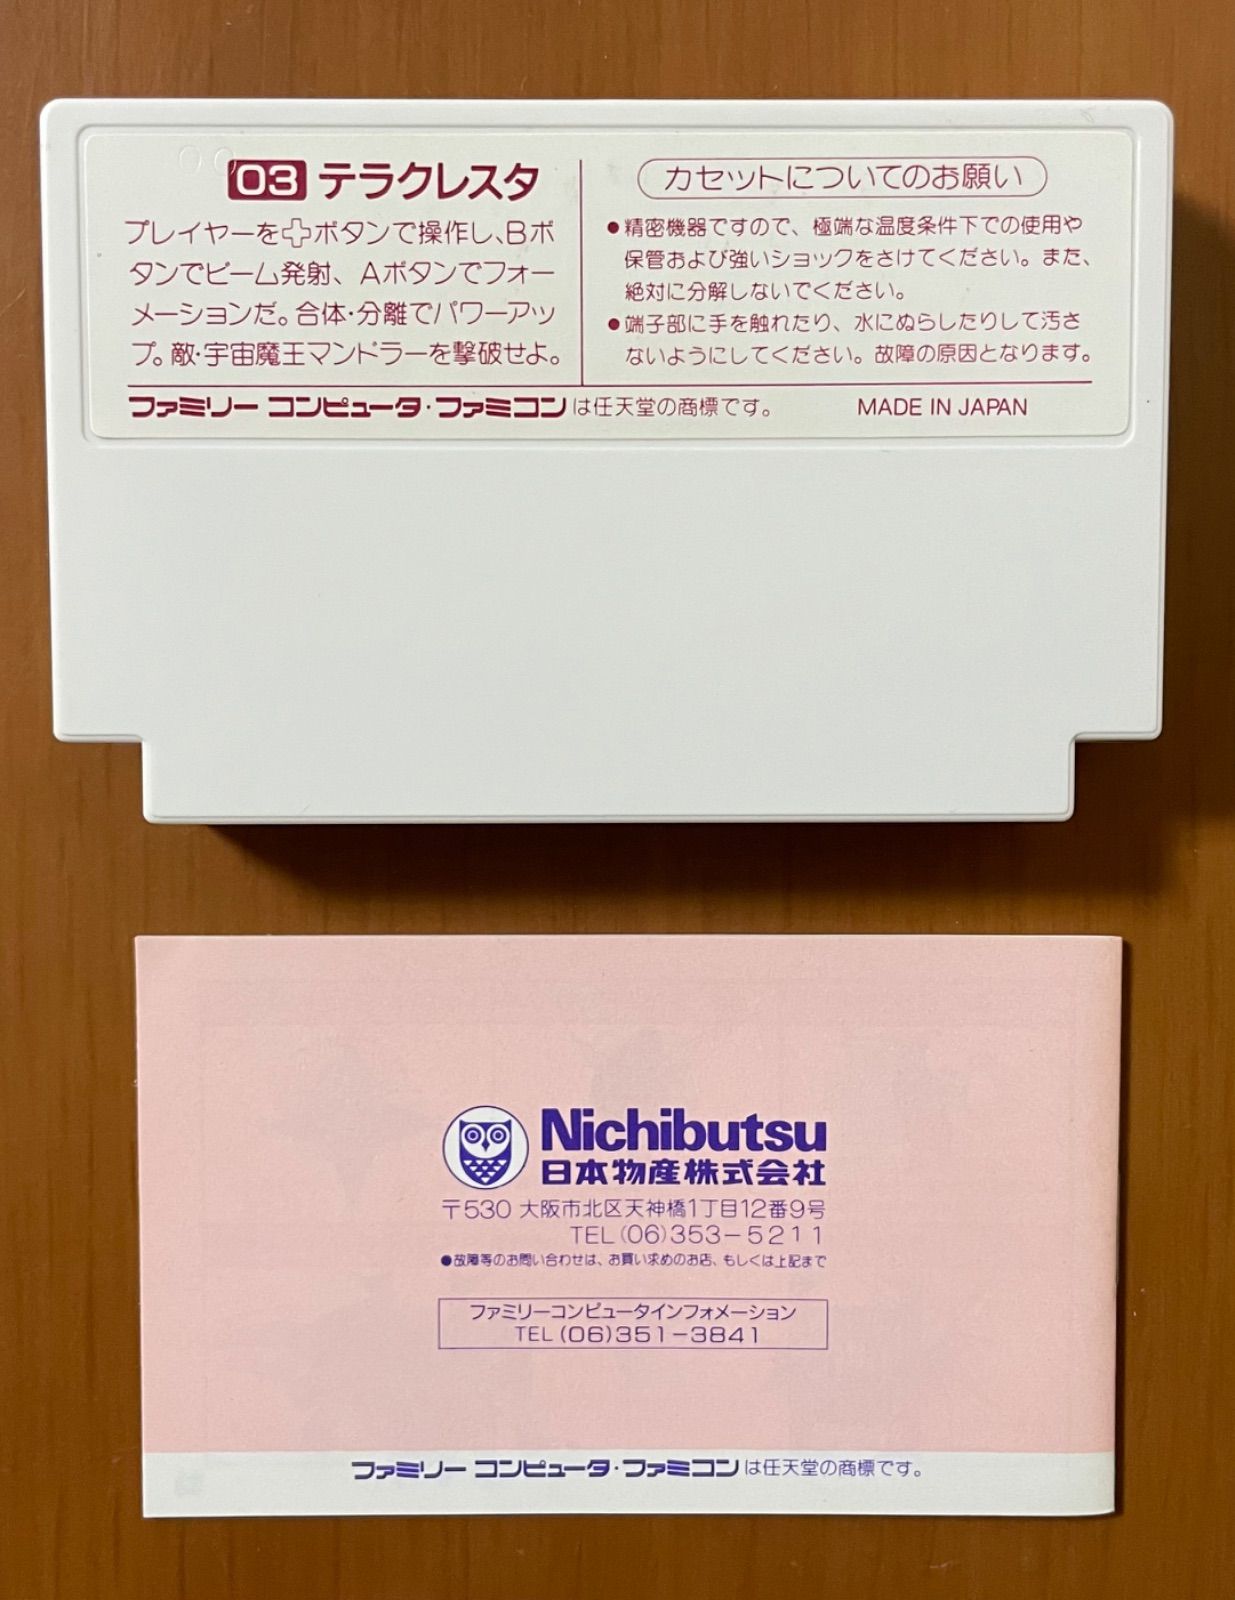 03 テラクレスタ
プレイヤーを✚ボタンで操作し、Bボ
タンでビーム発射、Aボタンでフォー
メーションだ。合体・分離でパワーアッ
プ。敵・宇宙魔王マンドラーを撃破せよ。
カセットについてのお願い
●精密機器ですので、極端な温度条件下での使用や
保管および強いショックをさけてください。また、
絶対に分解しないでください。
●端子部に手を触れたり、水にぬらしたりして汚さ
ないようにしてください。故障の原因となります。
ファミリー コンピュータ・ファミコンは任天堂の商標です。 MADE IN JAPAN
Nichibutsu
日本物産株式会社
〒530 大阪市北区天神橋1丁目12番9号
TEL(06)353-5211
●故障等のお問い合わせは、お買い求めのお店、もしくは上記まで
ファミリーコンピュータインフォメーション
TEL(06)351-3841
ファミリー コンピュータ・ファミコンは任天堂の商標です。